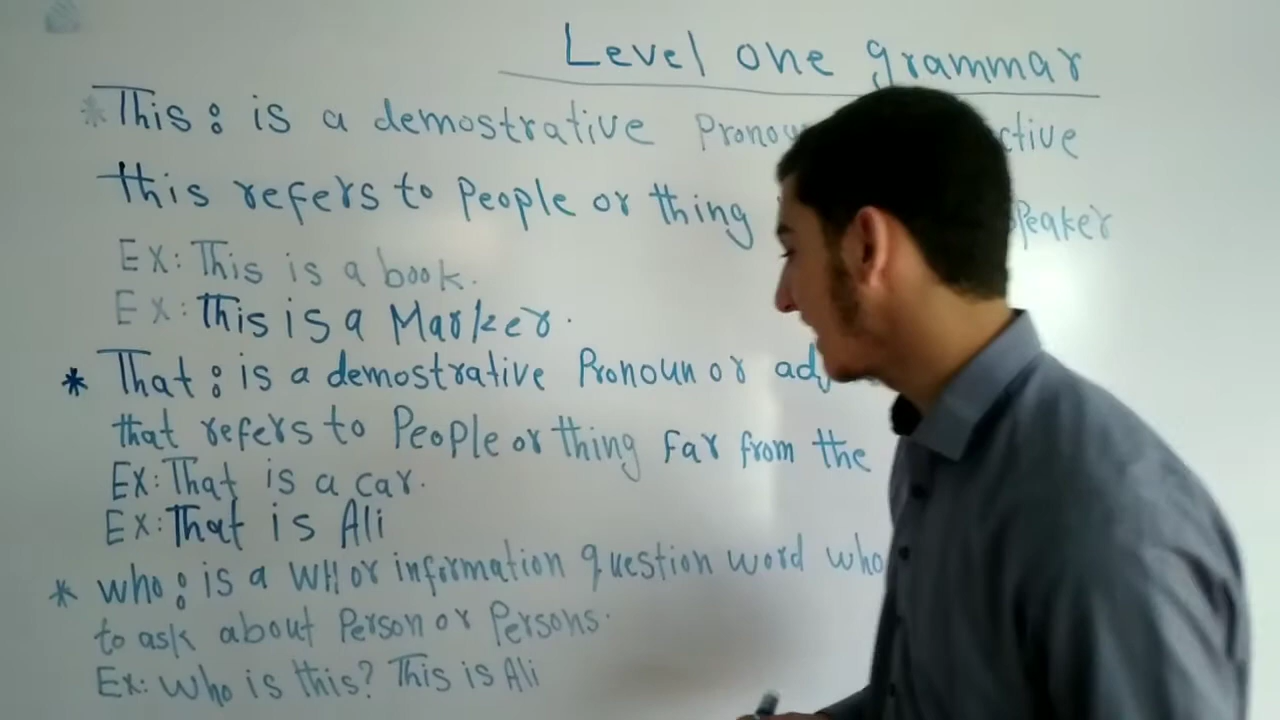 Level one grammar
* This: is a demostrative Pronou ctive
this refers to People or thing speaker
Ex: This is a book.
Ex: This is a Marker.
* That: is a demostrative Pronoun or adj
that refers to People or thing Far from the
Ex: That is a car.
Ex: That is Ali
* who: is a WH or information question word who
to ask about Person or Persons.
Ex: Who is this? This is Ali